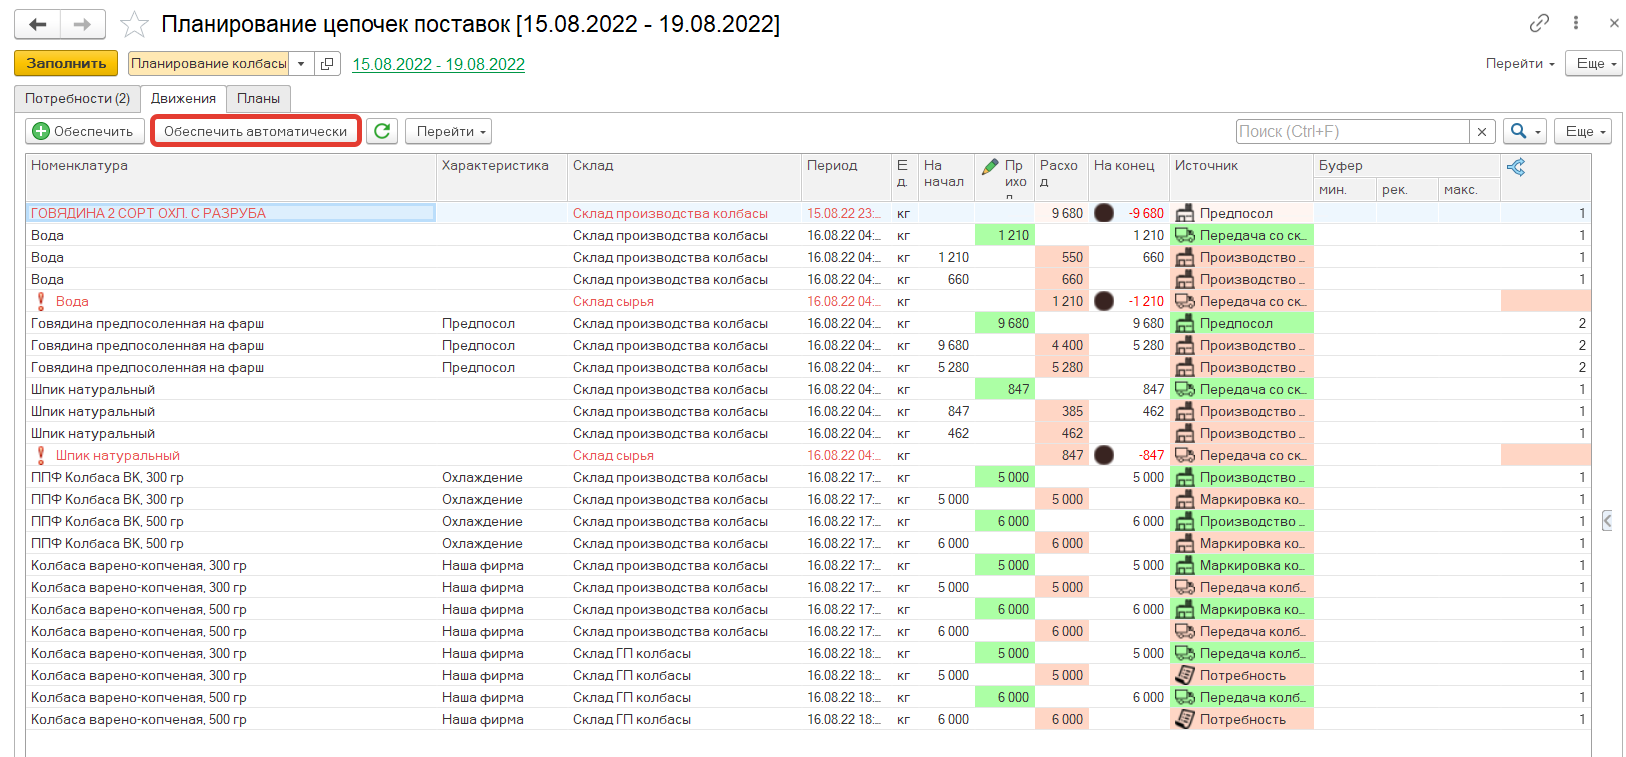 Планирование цепочек поставок [15.08.2022 - 19.08.2022]
Заполнить Планирование колбасы 15.08.2022 - 19.08.2022 Перейти Еще
Потребности (2) Движения Планы
Обеспечить Обеспечить автоматически Перейти Поиск (Ctrl+F) Еще
Номенклатура Характеристика Склад Период Е д. На начал Пр ихо д Расхо д На конец Источник Буфер
мин. рек. макс.
ГОВЯДИНА 2 СОРТ ОХЛ. С РАЗРУБА Склад производства колбасы 15.08.22 23:... кг 9 680 -9 680 Предпосол 1
Вода Склад производства колбасы 16.08.22 04:... кг 1 210 1 210 Передача со ск... 1
Вода Склад производства колбасы 16.08.22 04:... кг 1 210 550 660 Производство ... 1
Вода Склад производства колбасы 16.08.22 04:... кг 660 660 Производство ... 1
Вода Склад сырья 16.08.22 04:... кг 1 210 -1 210 Передача со ск...
Говядина предпосоленная на фарш Предпосол Склад производства колбасы 16.08.22 04:... кг 9 680 9 680 Предпосол 2
Говядина предпосоленная на фарш Предпосол Склад производства колбасы 16.08.22 04:... кг 9 680 4 400 5 280 Производство ... 2
Говядина предпосоленная на фарш Предпосол Склад производства колбасы 16.08.22 04:... кг 5 280 5 280 Производство ... 2
Шпик натуральный Склад производства колбасы 16.08.22 04:... кг 847 847 Передача со ск... 1
Шпик натуральный Склад производства колбасы 16.08.22 04:... кг 847 385 462 Производство ... 1
Шпик натуральный Склад производства колбасы 16.08.22 04:... кг 462 462 Производство ... 1
Шпик натуральный Склад сырья 16.08.22 04:... кг 847 -847 Передача со ск...
ППФ Колбаса ВК, 300 гр Охлаждение Склад производства колбасы 16.08.22 17:... кг 5 000 5 000 Производство ... 1
ППФ Колбаса ВК, 300 гр Охлаждение Склад производства колбасы 16.08.22 17:... кг 5 000 5 000 Маркировка ко... 1
ППФ Колбаса ВК, 500 гр Охлаждение Склад производства колбасы 16.08.22 17:... кг 6 000 6 000 Производство ... 1
ППФ Колбаса ВК, 500 гр Охлаждение Склад производства колбасы 16.08.22 17:... кг 6 000 6 000 Маркировка ко... 1
Колбаса варено-копченая, 300 гр Наша фирма Склад производства колбасы 16.08.22 17:... кг 5 000 5 000 Маркировка ко... 1
Колбаса варено-копченая, 300 гр Наша фирма Склад производства колбасы 16.08.22 17:... кг 5 000 5 000 Передача колб... 1
Колбаса варено-копченая, 500 гр Наша фирма Склад производства колбасы 16.08.22 17:... кг 6 000 6 000 Маркировка ко... 1
Колбаса варено-копченая, 500 гр Наша фирма Склад производства колбасы 16.08.22 17:... кг 6 000 6 000 Передача колб... 1
Колбаса варено-копченая, 300 гр Наша фирма Склад ГП колбасы 16.08.22 18:... кг 5 000 5 000 Передача колб... 1
Колбаса варено-копченая, 300 гр Наша фирма Склад ГП колбасы 16.08.22 18:... кг 5 000 5 000 Потребность 1
Колбаса варено-копченая, 500 гр Наша фирма Склад ГП колбасы 16.08.22 18:... кг 6 000 6 000 Передача колб... 1
Колбаса варено-копченая, 500 гр Наша фирма Склад ГП колбасы 16.08.22 18:... кг 6 000 6 000 Потребность 1